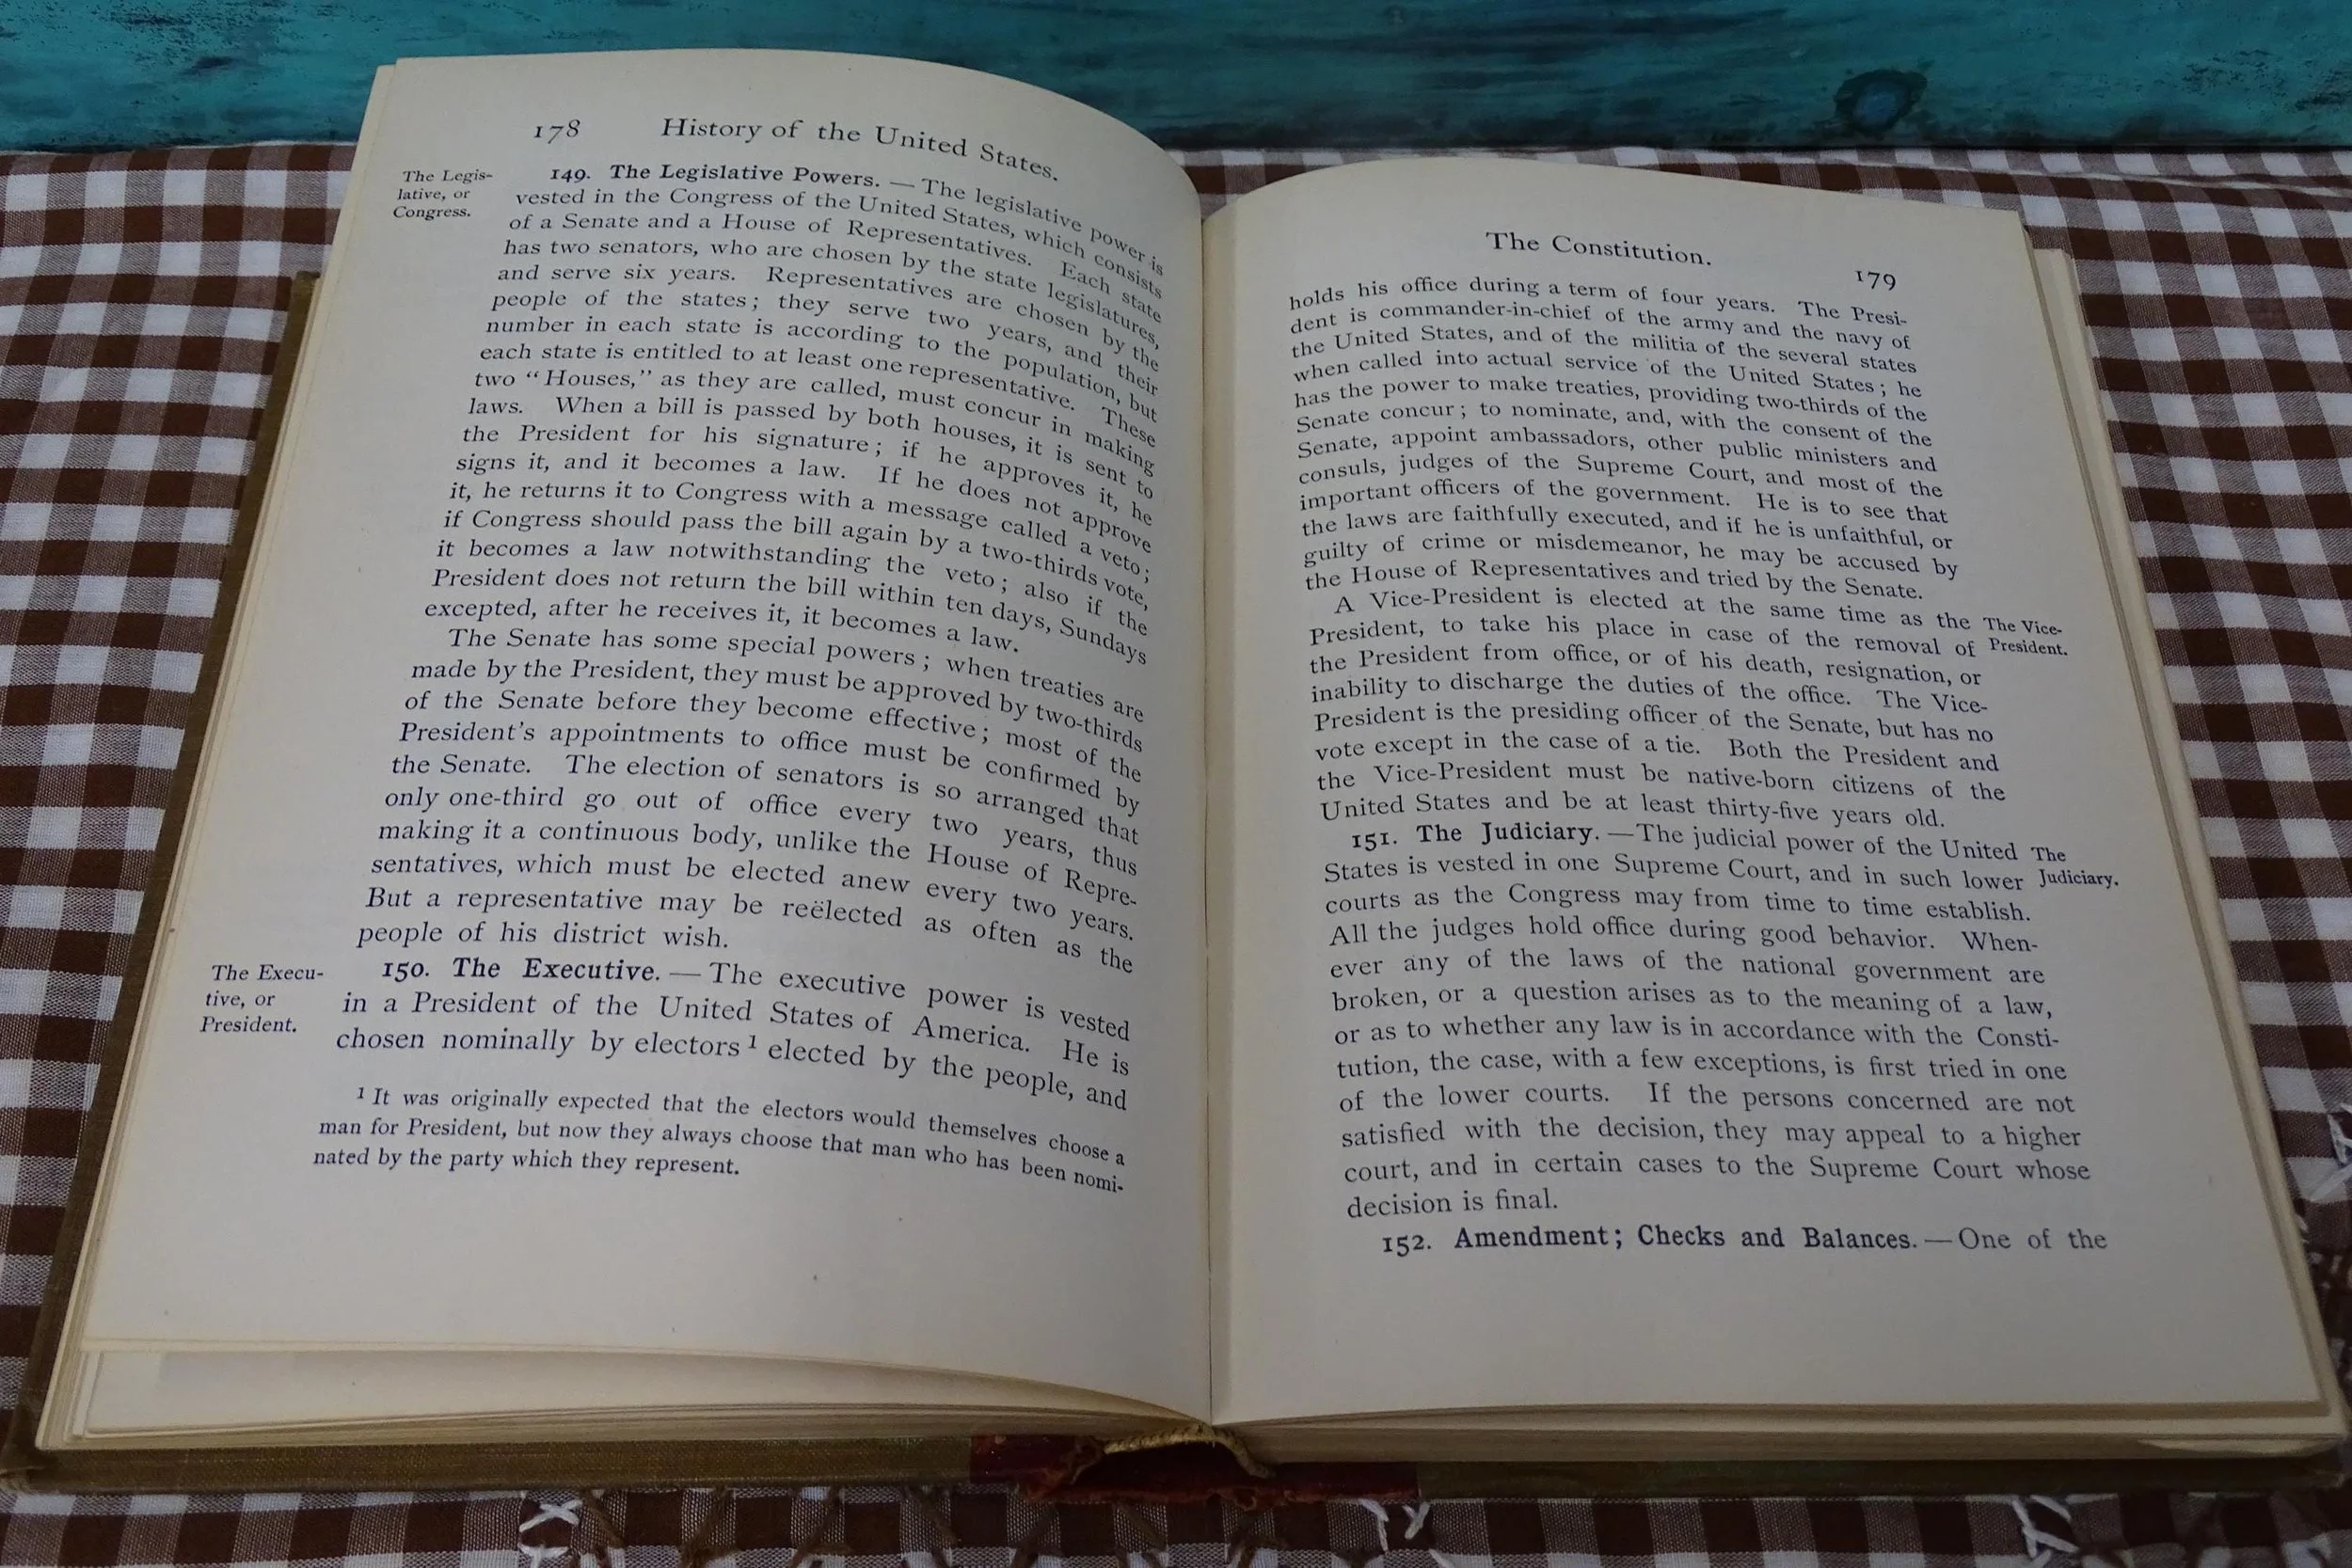 178 History of the United States.
The Legis-
lative, or
Congress.
149. The Legislative Powers. — The legislative power is
vested in the Congress of the United States, which consists
of a Senate and a House of Representatives. Each state
has two senators, who are chosen by the state legislatures,
and serve six years. Representatives are chosen by the
people of the states; they serve two years, and their
number in each state is according to the population, but
each state is entitled to at least one representative. These
two “Houses,” as they are called, must concur in making
laws. When a bill is passed by both houses, it is sent to
the President for his signature; if he approves it, he
signs it, and it becomes a law. If he does not approve
it, he returns it to Congress with a message called a veto;
if Congress should pass the bill again by a two-thirds vote,
it becomes a law notwithstanding the veto; also if the
President does not return the bill within ten days, Sundays
excepted, after he receives it, it becomes a law.
The Senate has some special powers; when treaties are
made by the President, they must be approved by two-thirds
of the Senate before they become effective; most of the
President's appointments to office must be confirmed by
the Senate. The election of senators is so arranged that
only one-third go out of office every two years, thus
making it a continuous body, unlike the House of Repre-
sentatives, which must be elected anew every two years.
But a representative may be reëlected as often as the
people of his district wish.
The Execu-
tive, or
President.
150. The Executive. — The executive power is vested
in a President of the United States of America. He is
chosen nominally by electors¹ elected by the people, and
¹ It was originally expected that the electors would themselves choose a
man for President, but now they always choose that man who has been nomi-
nated by the party which they represent.
The Constitution. 179
holds his office during a term of four years. The Presi-
dent is commander-in-chief of the army and the navy of
the United States, and of the militia of the several states
when called into actual service of the United States; he
has the power to make treaties, providing two-thirds of the
Senate concur; to nominate, and, with the consent of the
Senate, appoint ambassadors, other public ministers and
consuls, judges of the Supreme Court, and most of the
important officers of the government. He is to see that
the laws are faithfully executed, and if he is unfaithful, or
guilty of crime or misdemeanor, he may be accused by
the House of Representatives and tried by the Senate.
A Vice-President is elected at the same time as the
President, to take his place in case of the removal of
the President from office, or of his death, resignation, or
inability to discharge the duties of the office. The Vice-
President is the presiding officer of the Senate, but has no
vote except in the case of a tie. Both the President and
the Vice-President must be native-born citizens of the
United States and be at least thirty-five years old.
The Vice-
President.
151. The Judiciary. — The judicial power of the United
States is vested in one Supreme Court, and in such lower
courts as the Congress may from time to time establish.
All the judges hold office during good behavior. When-
ever any of the laws of the national government are
broken, or a question arises as to the meaning of a law,
or as to whether any law is in accordance with the Consti-
tution, the case, with a few exceptions, is first tried in one
of the lower courts. If the persons concerned are not
satisfied with the decision, they may appeal to a higher
court, and in certain cases to the Supreme Court whose
decision is final.
The
Judiciary.
152. Amendment; Checks and Balances. — One of the